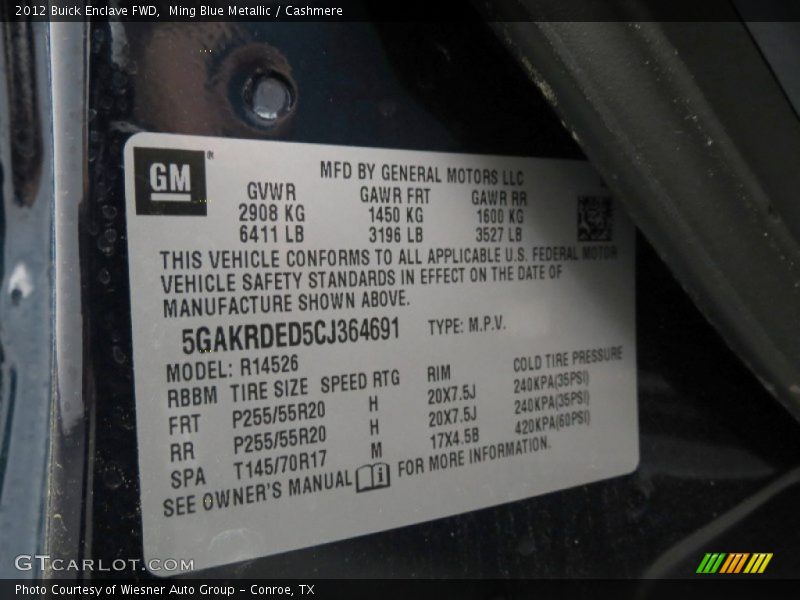 2012 Buick Enclave FWD,  Ming Blue Metallic / Cashmere
GM®
MFD BY GENERAL MOTORS LLC
GVWR GAWR FRT GAWR RR
2908 KG 1450 KG 1600 KG
6411 LB 3196 LB 3527 LB
THIS VEHICLE CONFORMS TO ALL APPLICABLE U.S. FEDERAL MOTOR
VEHICLE SAFETY STANDARDS IN EFFECT ON THE DATE OF
MANUFACTURE SHOWN ABOVE.
5GAKRDED5CJ364691 TYPE: M.P.V.
MODEL: R14526
RBBM TIRE SIZE SPEED RTG RIM COLD TIRE PRESSURE
FRT P255/55R20 H 20X7.5J 240KPA(35PSI)
RR P255/55R20 H 20X7.5J 240KPA(35PSI)
SPA T145/70R17 M 17X4.5B 420KPA(60PSI)
SEE OWNER'S MANUAL i FOR MORE INFORMATION.
GTCARLOT.COM
Photo Courtesy of Wiesner Auto Group - Conroe, TX